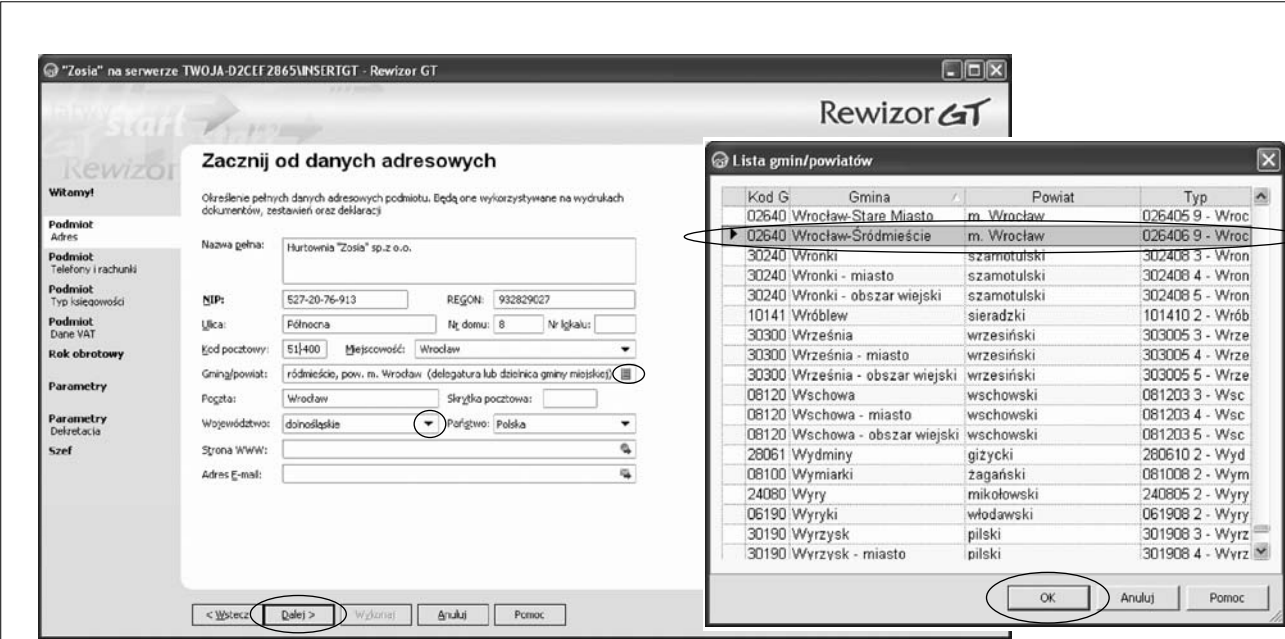 "Zosia" na serwerze TWOJA-D2CEF2865\INSERTGT - Rewizor GT
Start
Rewizor
Rewizor GT
Witamy!
Podmiot
Adres
Podmiot
Telefony i rachunki
Podmiot
Typ księgowości
Podmiot
Dane VAT
Rok obrotowy
Parametry
Parametry
Dekretacja
Szef
Zacznij od danych adresowych
Określenie pełnych danych adresowych podmiotu. Będą one wykorzystywane na wydrukach
dokumentów, zestawień oraz deklaracji
Nazwa pełna: Hurtownia "Zosia" sp.z o.o.
NIP: 527-20-76-913 REGON: 932829027
Ulica: Północna Nr domu: 8 Nr lokalu:
Kod pocztowy: 51-400 Miejscowość: Wrocław
Gmina/powiat: ródmieście, pow. m. Wrocław (delegatura lub dzielnica gminy miejskiej)
Poczta: Wrocław Skrytka pocztowa:
Województwo: dolnośląskie Państwo: Polska
Strona WWW:
Adres E-mail:
< Wstecz Dalej > Wykonaj Anuluj Pomoc
Lista gmin/powiatów
Kod G Gmina Powiat Typ
02640 Wrocław-Stare Miasto m. Wrocław 026405 9 - Wroc
02640 Wrocław-Śródmieście m. Wrocław 026406 9 - Wroc
30240 Wronki szamotulski 302408 3 - Wron
30240 Wronki - miasto szamotulski 302408 4 - Wron
30240 Wronki - obszar wiejski szamotulski 302408 5 - Wron
10141 Wróblew sieradzki 101410 2 - Wrób
30300 Września wrzesiński 303005 3 - Wrze
30300 Września - miasto wrzesiński 303005 4 - Wrze
30300 Września - obszar wiejski wrzesiński 303005 5 - Wrze
08120 Wschowa wschowski 081203 3 - Wsc
08120 Wschowa - miasto wschowski 081203 4 - Wsc
08120 Wschowa - obszar wiejski wschowski 081203 5 - Wsc
28061 Wydminy giżycki 280610 2 - Wyd
08100 Wymiarki żagański 081008 2 - Wym
24080 Wyry mikołowski 240805 2 - Wyry
06190 Wyryki włodawski 061908 2 - Wyry
30190 Wyrzysk pilski 301908 3 - Wyrz
30190 Wyrzysk - miasto pilski 301908 4 - Wyrz
OK Anuluj Pomoc